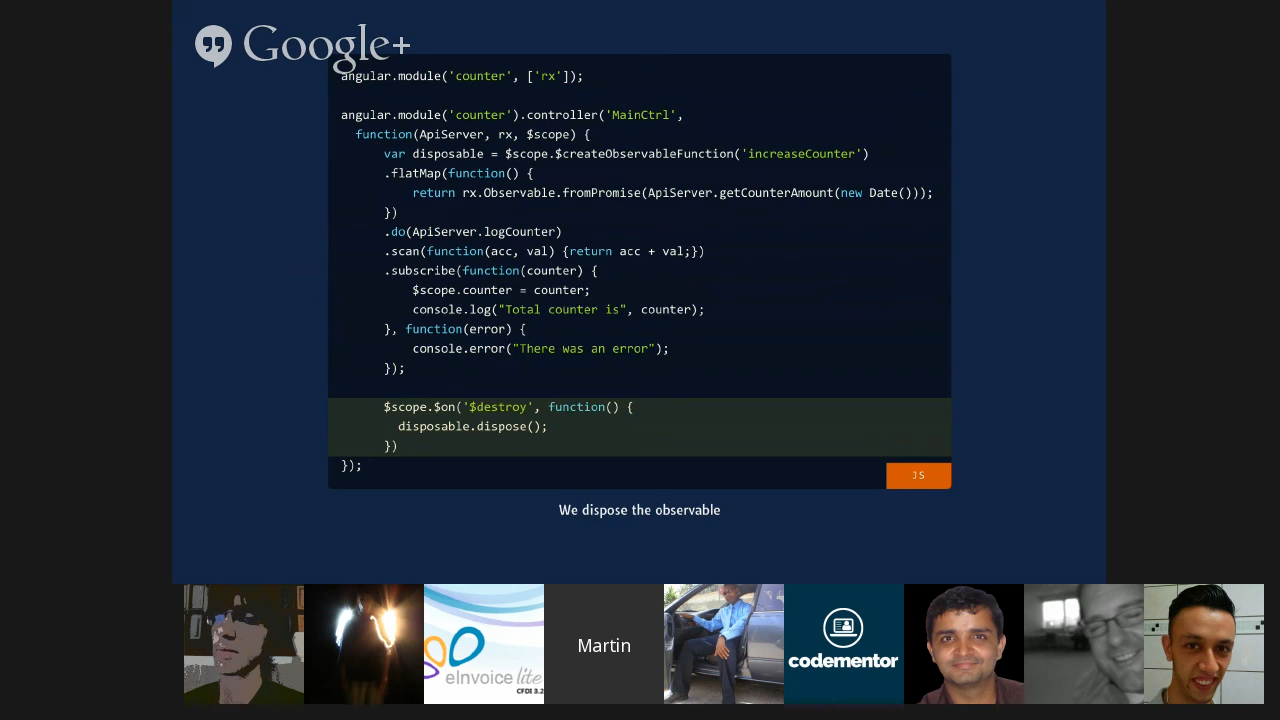 Google+
angular.module('counter', ['rx']);
angular.module('counter').controller('MainCtrl',
function(ApiServer, rx, $scope) {
var disposable = $scope.$createObservableFunction('increaseCounter')
.flatMap(function() {
return rx.Observable.fromPromise(ApiServer.getCounterAmount(new Date()));
})
.do(ApiServer.logCounter)
.scan(function(acc, val) {return acc + val;})
.subscribe(function(counter) {
$scope.counter = counter;
console.log("Total counter is", counter);
}, function(error) {
console.error("There was an error");
});
$scope.$on('$destroy', function() {
disposable.dispose();
})
});
JS
We dispose the observable
eInvoice lite
CFDI 3.2
Martin
codementor